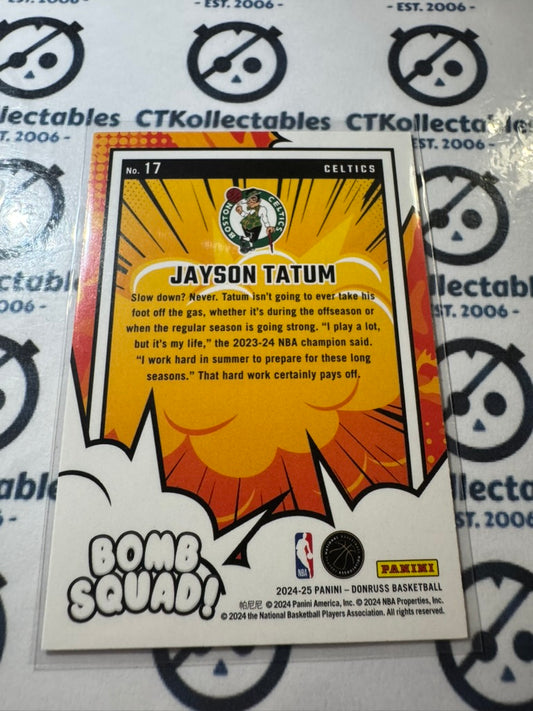 - EST. 2006 -
- EST. 2006 -
Kollectables
CTKollectables
CTKollectables
T. 2006 -
- EST. 2006 -
No. 17
CELTICS
BOSTON CELTICS
JAYSON TATUM
Slow down? Never. Tatum isn't going to ever take his
foot off the gas, whether it's during the offseason or
when the regular season is going strong. "I play a lot,
but it's my life," the 2023-24 NBA champion said.
"I work hard in summer to prepare for these long
seasons." That hard work certainly pays off.
BOMB
SQUAD!
NBA
PANINI
2024-25 PANINI – DONRUSS BASKETBALL
帕尼尼 © 2024 Panini America, Inc. © 2024 NBA Properties, Inc.
© 2024 the National Basketball Players Association. All rights reserved.